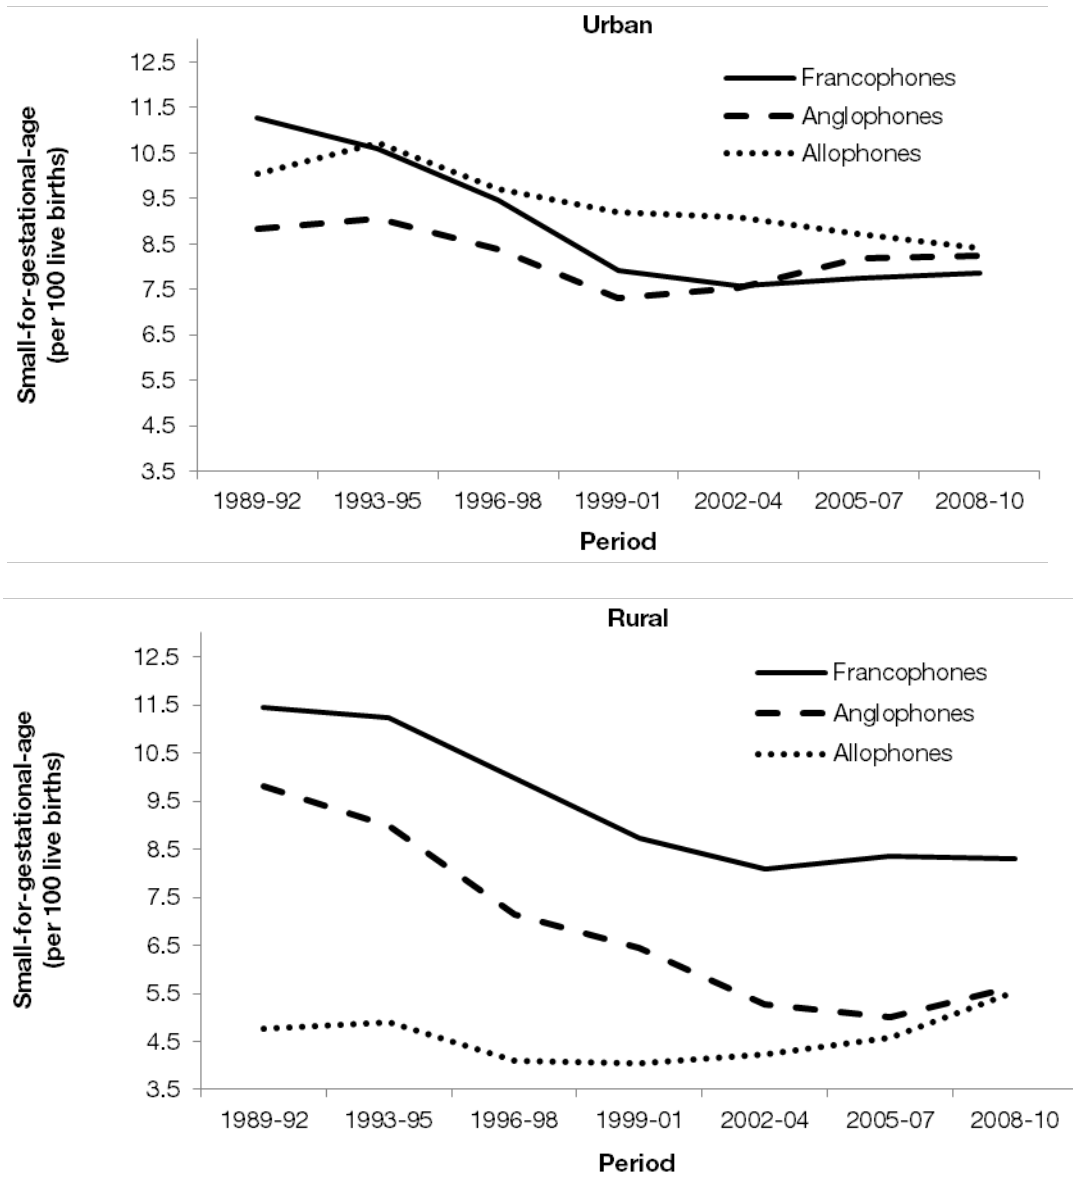 Urban
Small-for-gestational-age
(per 100 live births)
12.5
11.5
10.5
9.5
8.5
7.5
6.5
5.5
4.5
3.5
Francophones
Anglophones
Allophones
1989-92 1993-95 1996-98 1999-01 2002-04 2005-07 2008-10
Period
Rural
Small-for-gestational-age
(per 100 live births)
12.5
11.5
10.5
9.5
8.5
7.5
6.5
5.5
4.5
3.5
Francophones
Anglophones
Allophones
1989-92 1993-95 1996-98 1999-01 2002-04 2005-07 2008-10
Period